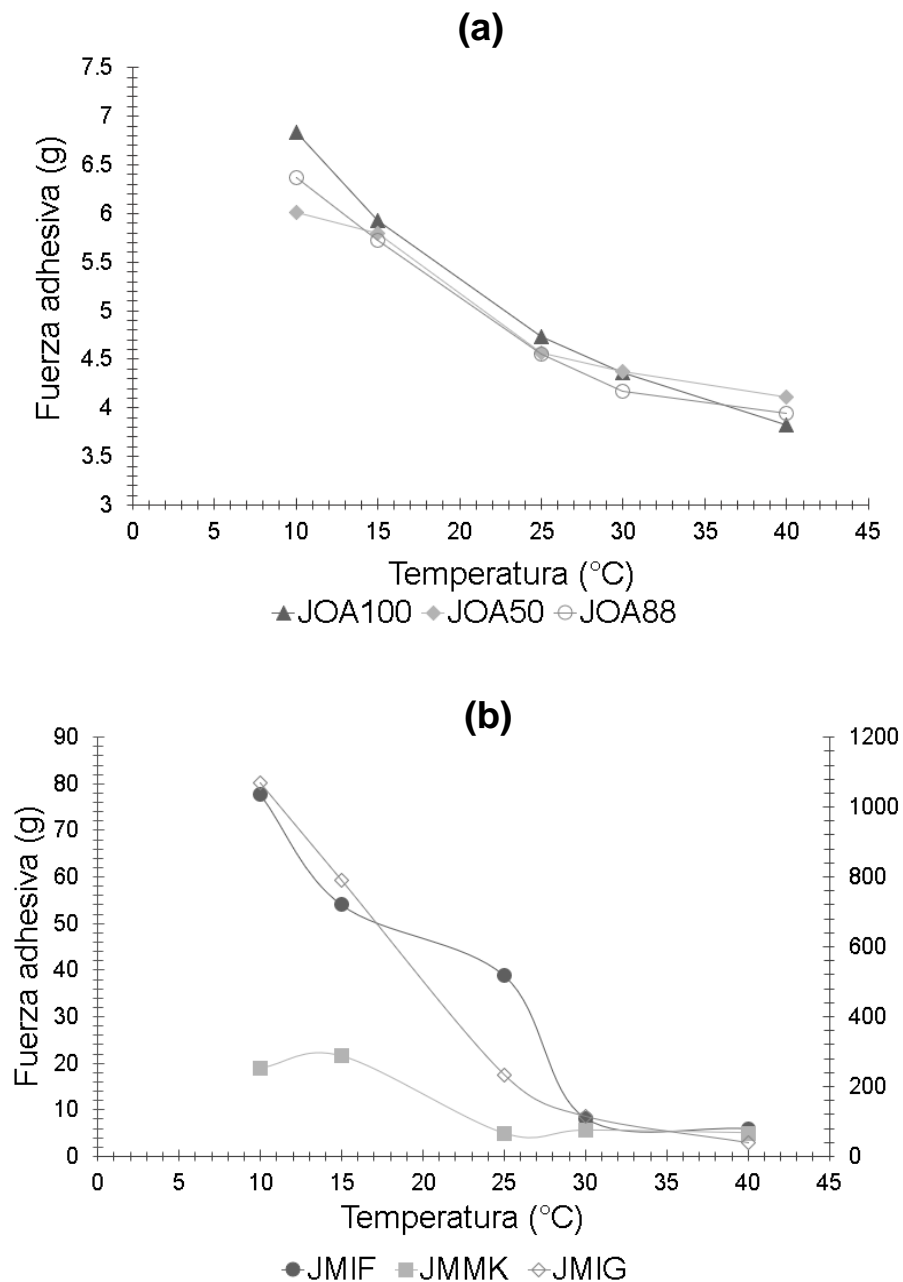 (a)
Fuerza adhesiva (g)
7.5
7
6.5
6
5.5
5
4.5
4
3.5
3
0 5 10 15 20 25 30 35 40 45
Temperatura (°C)
JOA100 JOA50 JOA88
(b)
Fuerza adhesiva (g)
90
80
70
60
50
40
30
20
10
0
1200
1000
800
600
400
200
0
0 5 10 15 20 25 30 35 40 45
Temperatura (°C)
JMIF JMMK JMIG